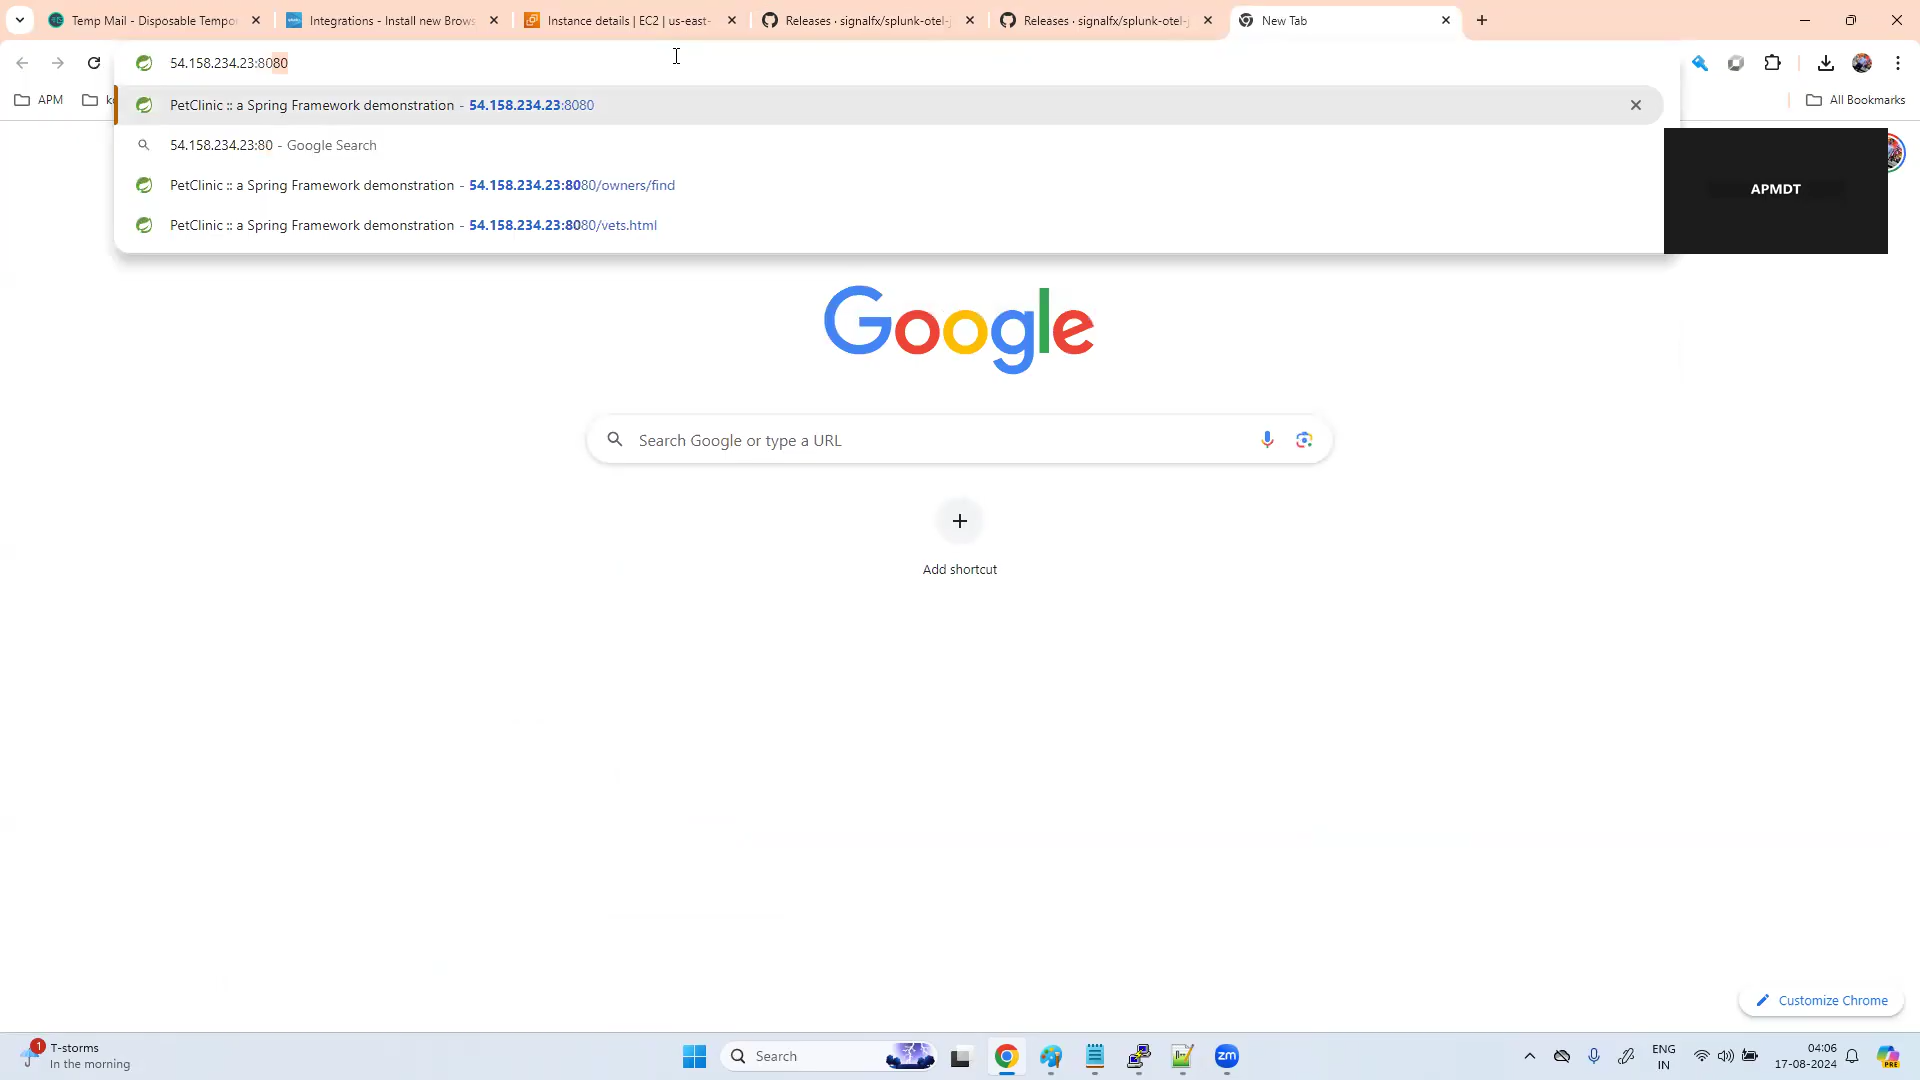 Temp Mail - Disposable Tempo
Integrations - Install new Brows
Instance details | EC2 | us-east-
Releases · signalfx/splunk-otel-j
Releases · signalfx/splunk-otel-j
New Tab
54.158.234.23:8080
APM
All Bookmarks
PetClinic :: a Spring Framework demonstration - 54.158.234.23:8080
54.158.234.23:80 - Google Search
PetClinic :: a Spring Framework demonstration - 54.158.234.23:8080/owners/find
PetClinic :: a Spring Framework demonstration - 54.158.234.23:8080/vets.html
APMDT
Google
Search Google or type a URL
Add shortcut
Customize Chrome
1
T-storms
In the morning
Search
zm
ENG
IN
04:06
17-08-2024
PRE